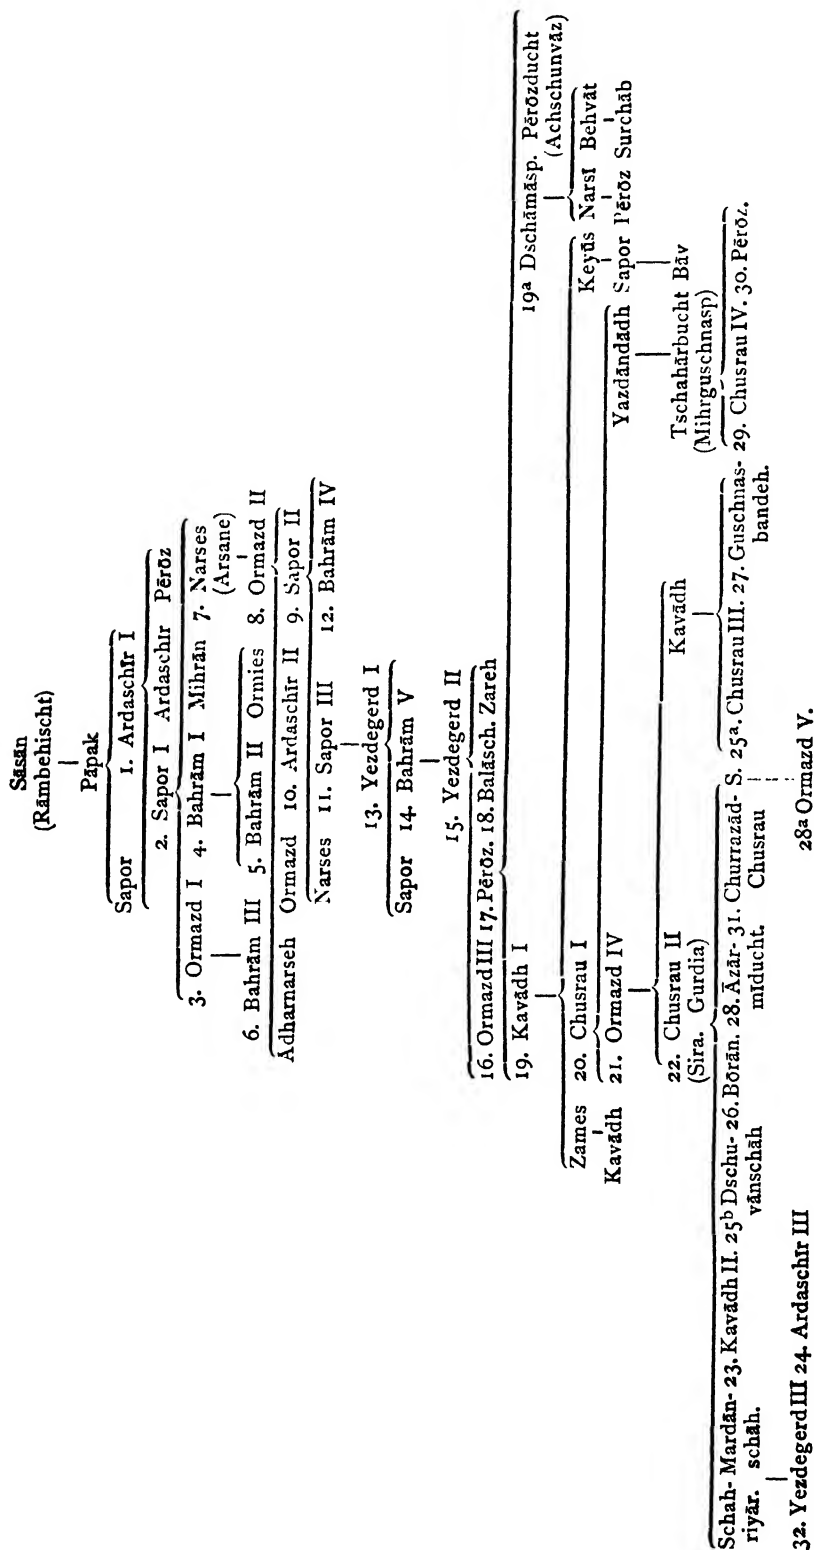 Sāsān
(Rāmbehischt)
Pāpak
Sapor 1. Ardaschīr I
2. Sapor I Ardaschīr Pērōz
3. Ormazd I 4. Bahrām I Mihrān 7. Narses
(Arsane)
6. Bahrām III 5. Bahrām II Ormies 8. Ormazd II
Ādharnarseh Ormazd 10. Ardaschīr II 9. Sapor II
Narses 11. Sapor III 12. Bahrām IV
13. Yezdegerd I
Sapor 14. Bahrām V
15. Yezdegerd II
16. Ormazd III 17. Pērōz. 18. Balāsch. Zareh
19. Kavādh I 19a Dschāmāsp. Pērōzducht
(Achschunvāz)
Zames 20. Chusrau I Keyūs Narsī Behvāt
Kavādh 21. Ormazd IV Yazdāndādh Sapor Pērōz Surchāb
22. Chusrau II Kavādh Tschahārbucht Bāv
(Sīra. Gurdia) (Mihrguschnasp)
Schah- Mardān- 23. Kavādh II. 25b Dschu- 26. Bōrān. 28. Āzār- 31. Churrazād- S. 25a. Chusrau III. 27. Guschnas- 29. Chusrau IV. 30. Pērōz.
riyār. schāh. vānschāh mīducht. Chusrau bandeh.
32. Yezdegerd III 24. Ardaschīr III 28a Ormazd V.